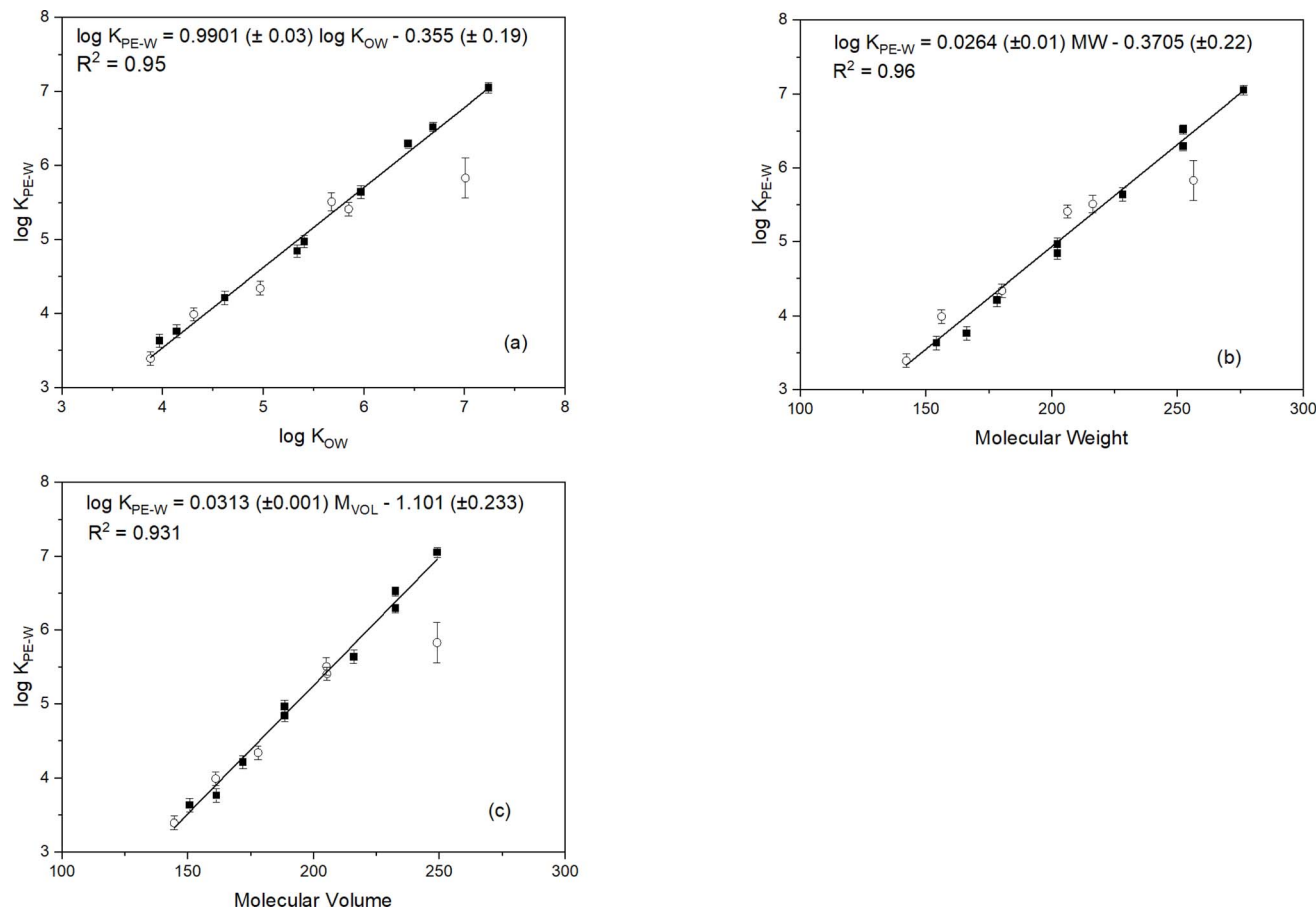 log K_PE-W = 0.9901 (± 0.03) log K_OW - 0.355 (± 0.19)
R² = 0.95
8
7
6
5
4
3
log K_PE-W
(a)
3 4 5 6 7 8
log K_OW
log K_PE-W = 0.0264 (±0.01) MW - 0.3705 (±0.22)
R² = 0.96
8
7
6
5
4
3
log K_PE-W
(b)
100 150 200 250 300
Molecular Weight
log K_PE-W = 0.0313 (±0.001) M_VOL - 1.101 (±0.233)
R² = 0.931
8
7
6
5
4
3
log K_PE-W
(c)
100 150 200 250 300
Molecular Volume